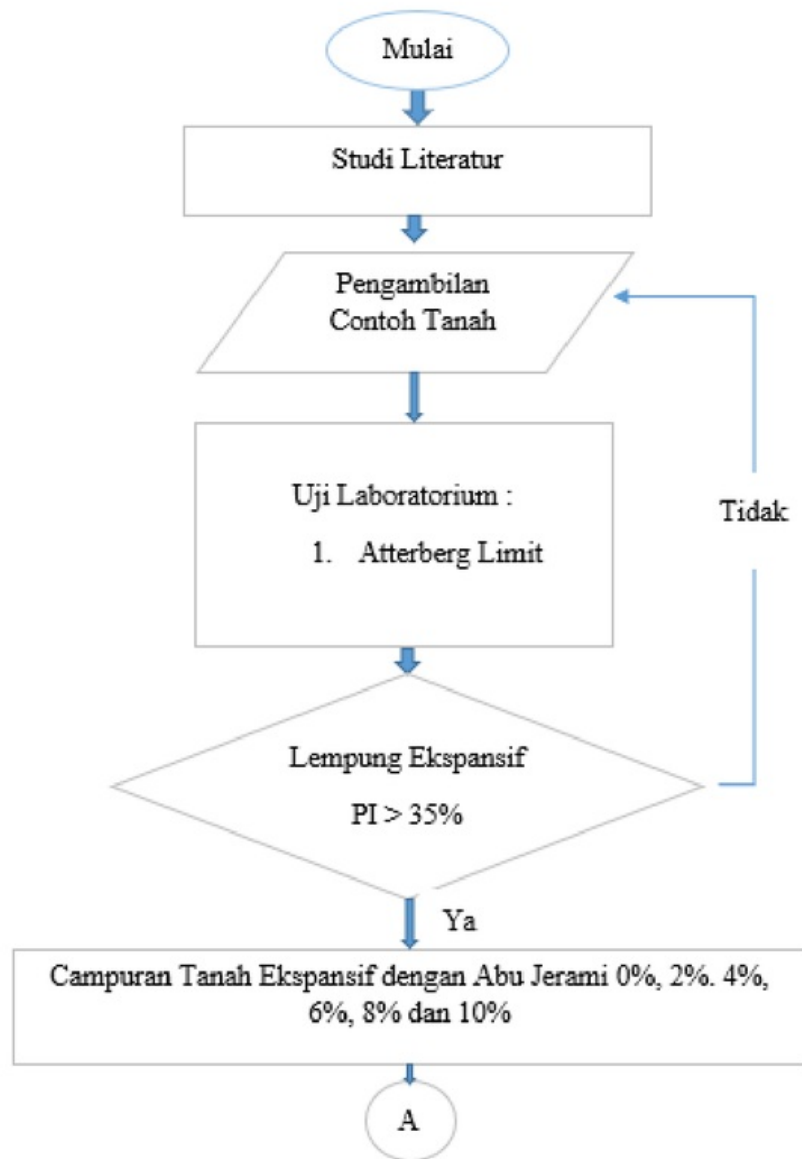 Mulai
Studi Literatur
Pengambilan
Contoh Tanah
Uji Laboratorium :
1. Atterberg Limit
Tidak
Lempung Ekspansif
PI > 35%
Ya
Campuran Tanah Ekspansif dengan Abu Jerami 0%, 2%. 4%,
6%, 8% dan 10%
A